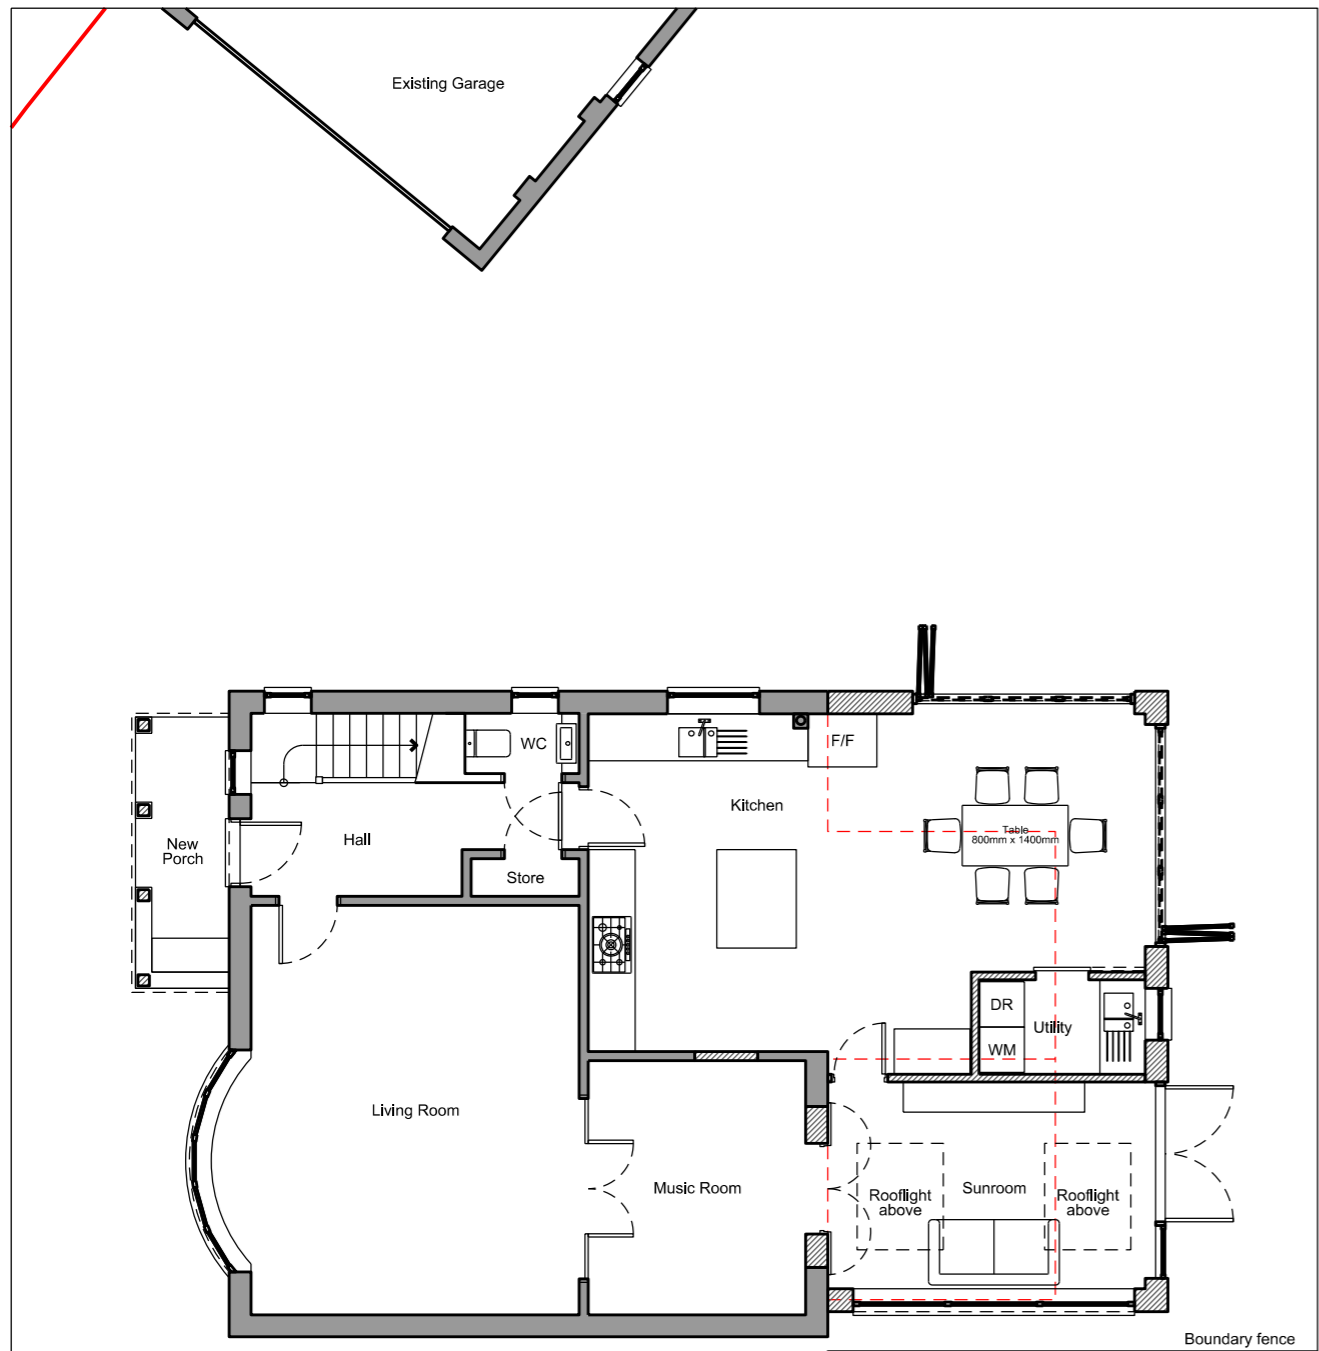 Existing Garage
WC
F/F
Kitchen
Table
800mm x 1400mm
New
Porch
Hall
Store
DR
Utility
WM
Living Room
Music Room
Sunroom
Rooflight
above
Rooflight
above
Boundary fence